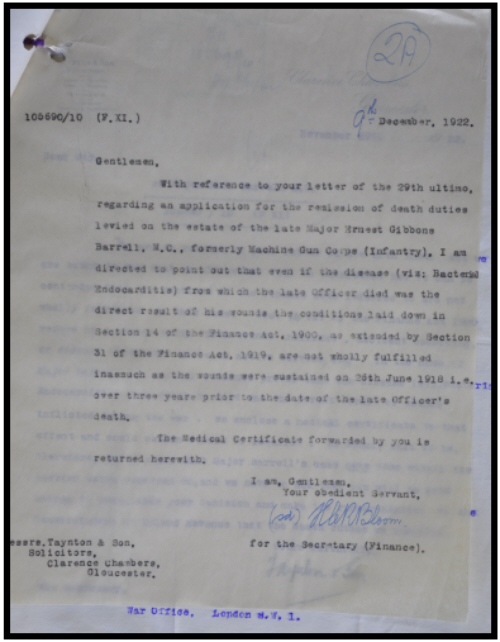 2A
105690/10 (F.XI.)
9th December, 1922.
Gentlemen,
With reference to your letter of the 29th ultimo,
regarding an application for the remission of death duties
levied on the estate of the late Major Ernest Gibbons
Barrell, M.C., formerly Machine Gun Corps (Infantry), I am
directed to point out that even if the disease (viz; Bacterial
Endocarditis) from which the late Officer died was the
direct result of his wounds the conditions laid down in
Section 14 of the Finance Act, 1900, as extended by Section
31 of the Finance Act, 1919, are not wholly fulfilled
inasmuch as the wounds were sustained on 28th June 1918 i.e.
over three years prior to the date of the late Officer's
death.
The Medical Certificate forwarded by you is
returned herewith.
I am, Gentlemen,
Your obedient Servant,
(sd) Bloom
for the Secretary (Finance).
essrs. Taynton & Son,
Solicitors,
Clarence Chambers,
Gloucester.
War Office, London S.W. 1.